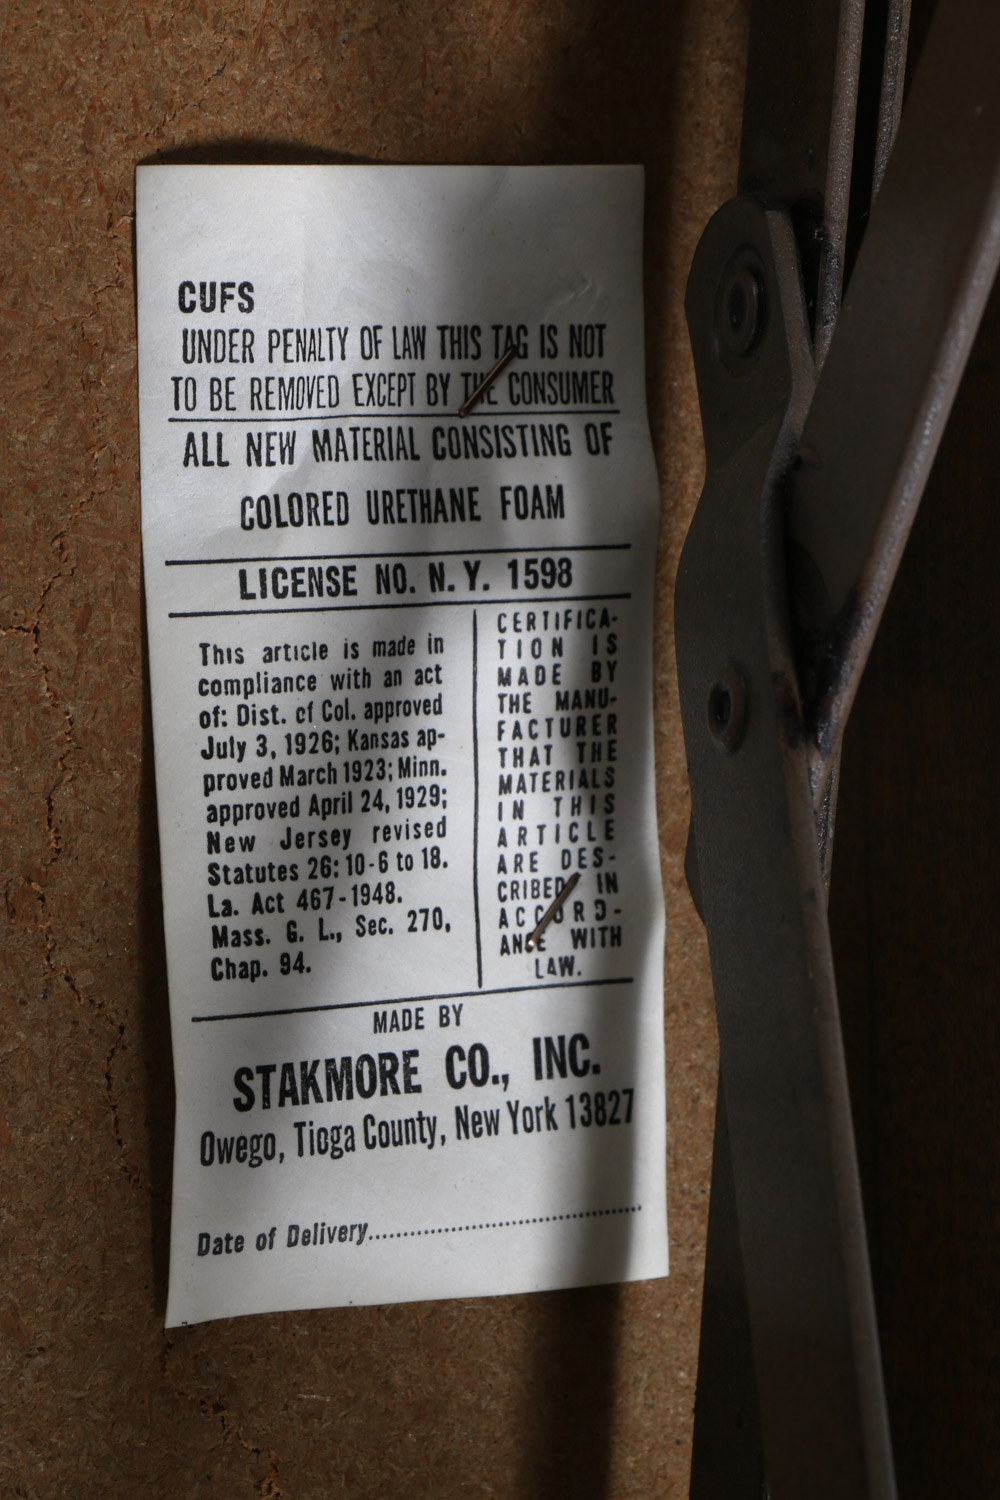 CUFS
UNDER PENALTY OF LAW THIS TAG IS NOT
TO BE REMOVED EXCEPT BY THE CONSUMER
ALL NEW MATERIAL CONSISTING OF
COLORED URETHANE FOAM
LICENSE NO. N. Y. 1598
This article is made in
compliance with an act
of: Dist. of Col. approved
July 3, 1926; Kansas ap-
proved March 1923; Minn.
approved April 24, 1929;
New Jersey revised
Statutes 26: 10-6 to 18.
La. Act 467-1948.
Mass. G. L., Sec. 270,
Chap. 94.
CERTIFICA-
TION IS
MADE BY
THE MANU-
FACTURER
THAT THE
MATERIALS
IN THIS
ARTICLE
ARE DES-
CRIBED IN
ACCORD-
ANCE WITH
LAW.
MADE BY
STAKMORE CO., INC.
Owego, Tioga County, New York 13827
Date of Delivery........................................